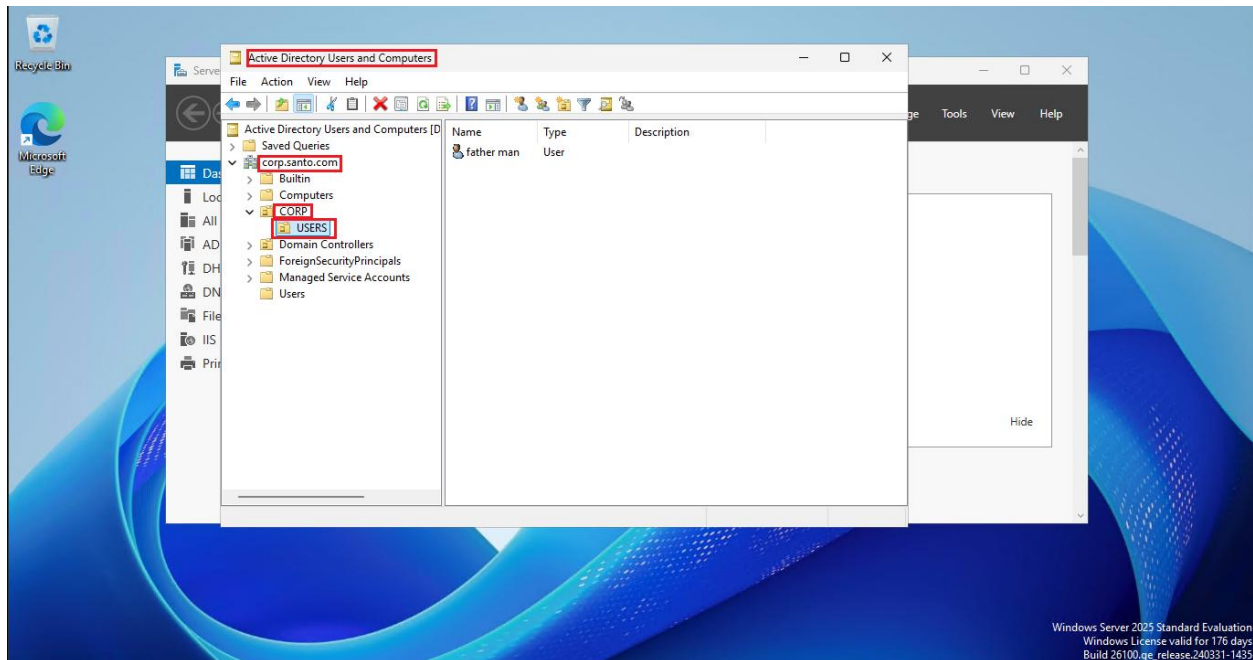 Recycle Bin
Microsoft
Edge
Active Directory Users and Computers
File Action View Help
Active Directory Users and Computers [D
Saved Queries
corp.santo.com
Builtin
Computers
CORP
USERS
Domain Controllers
ForeignSecurityPrincipals
Managed Service Accounts
Users
Name Type Description
father man User
Serve
Tools View Help
Das
Loc
All
AD
DH
DN
File
IIS
Prin
Hide
Windows Server 2025 Standard Evaluation
Windows License valid for 176 days
Build 26100.ge_release.240331-1435